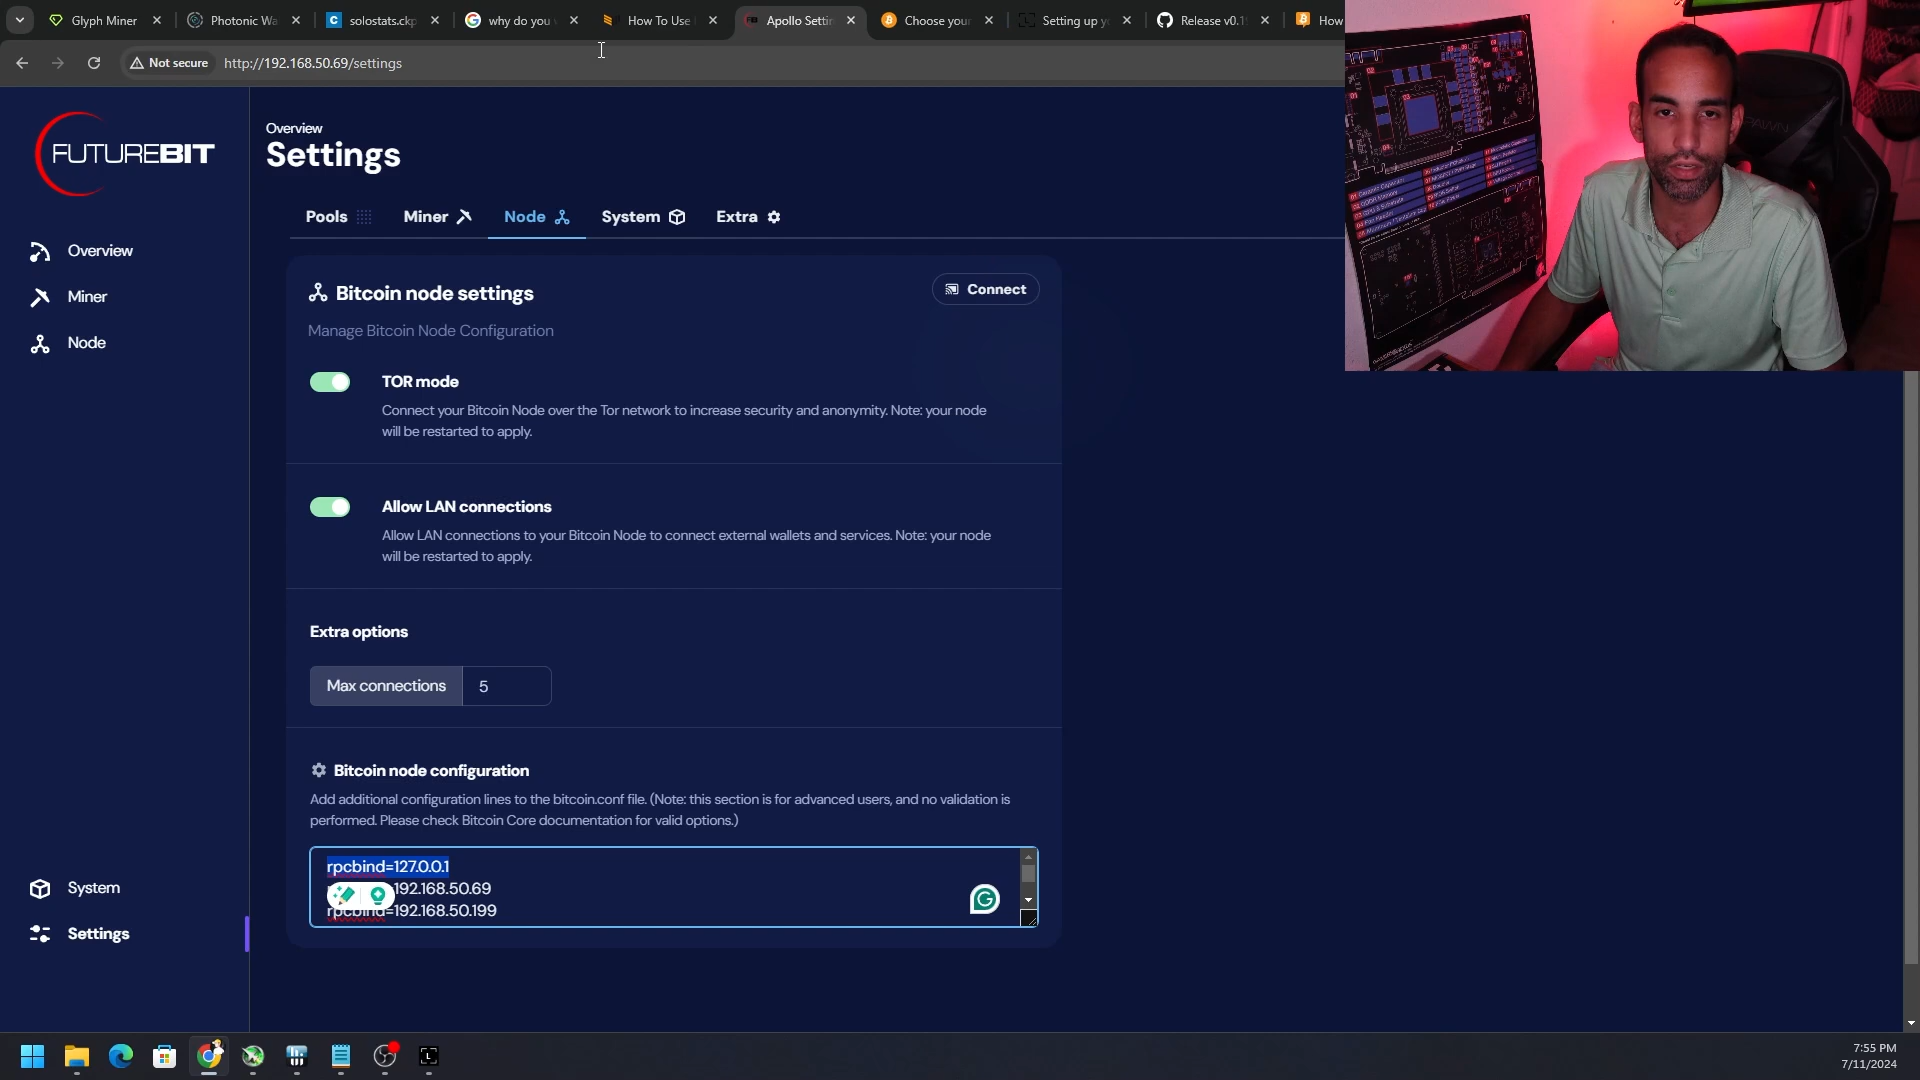 Glyph Miner
Photonic Wa
solostats.ckp
why do you
How To Use
Apollo Settin
Choose your
Setting up yo
Release v0.1
How
Not secure
http://192.168.50.69/settings
FUTUREBIT
Overview
Miner
Node
System
Settings
Overview
Settings
Pools
Miner
Node
System
Extra
Bitcoin node settings
Connect
Manage Bitcoin Node Configuration
TOR mode
Connect your Bitcoin Node over the Tor network to increase security and anonymity. Note: your node
will be restarted to apply.
Allow LAN connections
Allow LAN connections to your Bitcoin Node to connect external wallets and services. Note: your node
will be restarted to apply.
Extra options
Max connections 5
Bitcoin node configuration
Add additional configuration lines to the bitcoin.conf file. (Note: this section is for advanced users, and no validation is
performed. Please check Bitcoin Core documentation for valid options.)
rpcbind=127.0.0.1
192.168.50.69
rpcbind=192.168.50.199
7:55 PM
7/11/2024